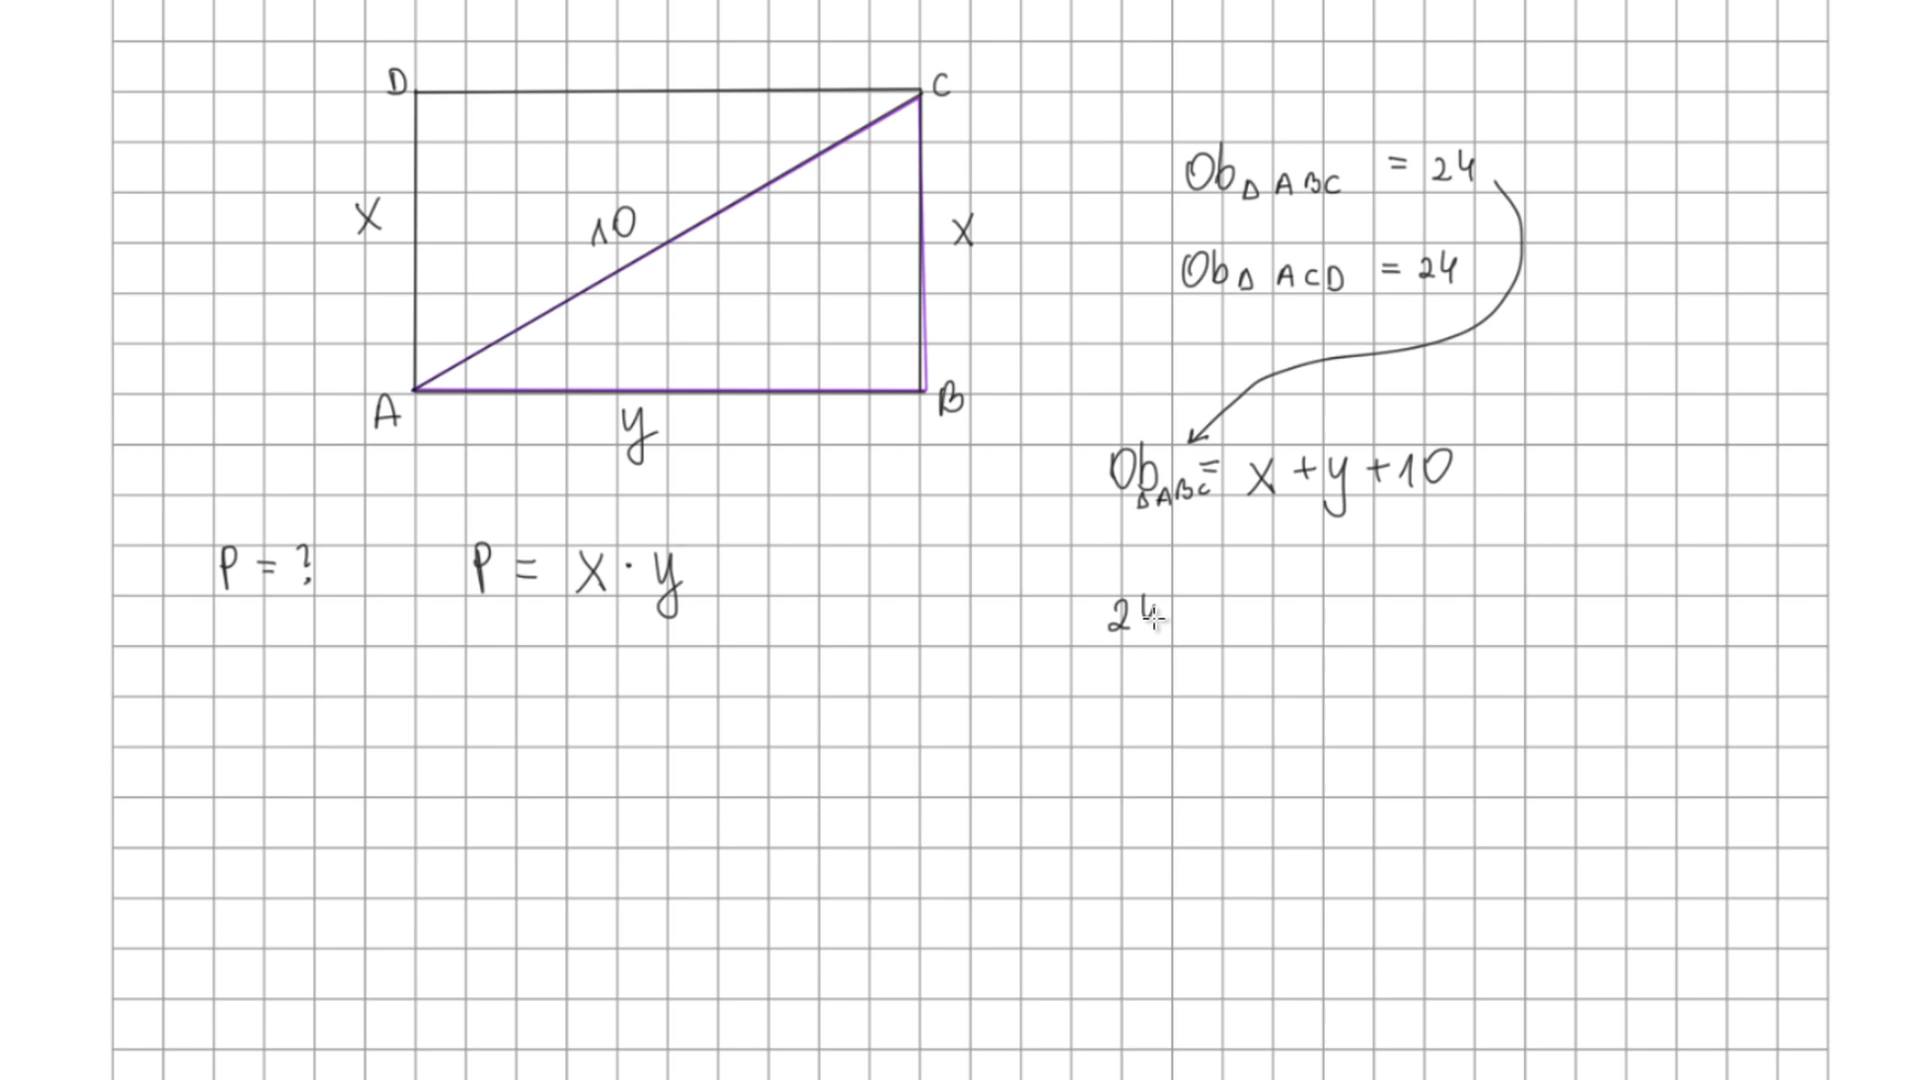 D C
x 10 x
A y B
Ob Δ ABC = 24
Ob Δ ACD = 24
Ob Δ ABC = x + y + 10
P = ? P = x · y
24